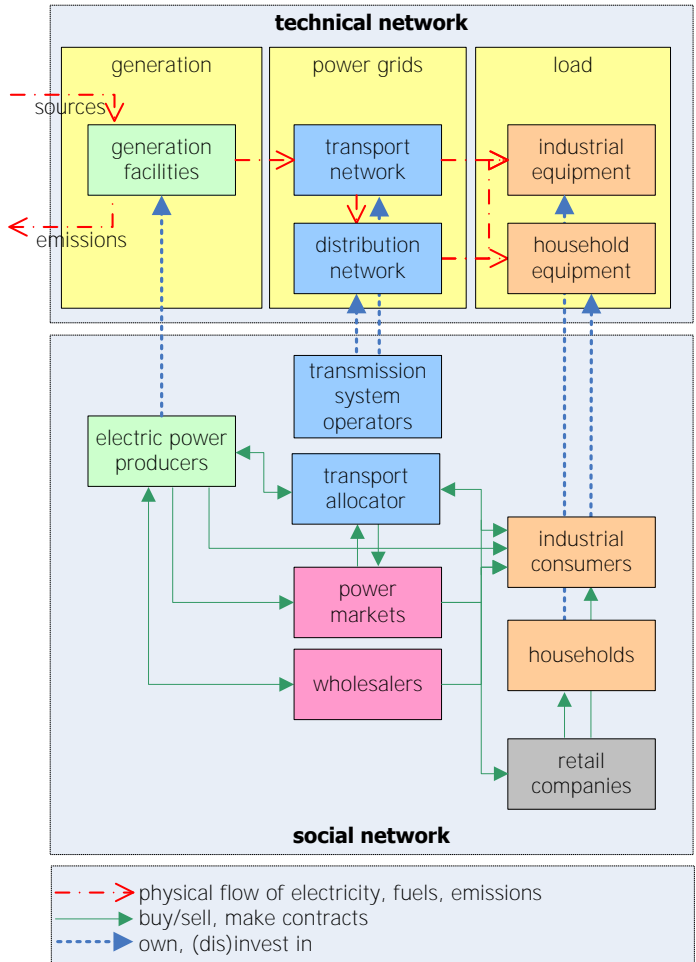 technical network
generation
power grids
load
sources
generation
facilities
transport
network
industrial
equipment
emissions
distribution
network
household
equipment
transmission
system
operators
electric power
producers
transport
allocator
industrial
consumers
power
markets
households
wholesalers
retail
companies
social network
physical flow of electricity, fuels, emissions
buy/sell, make contracts
own, (dis)invest in